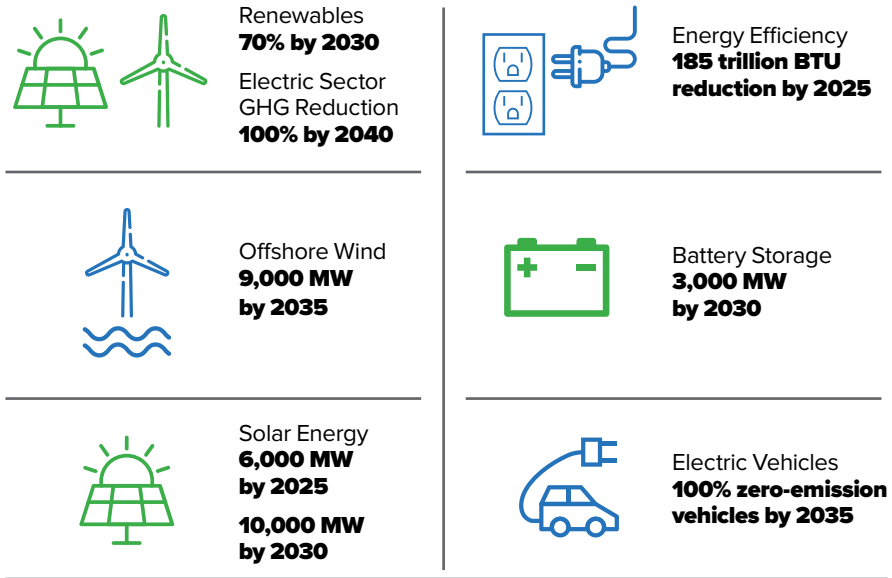 Renewables
70% by 2030
Electric Sector
GHG Reduction
100% by 2040
Energy Efficiency
185 trillion BTU
reduction by 2025
Offshore Wind
9,000 MW
by 2035
Battery Storage
3,000 MW
by 2030
Solar Energy
6,000 MW
by 2025
10,000 MW
by 2030
Electric Vehicles
100% zero-emission
vehicles by 2035